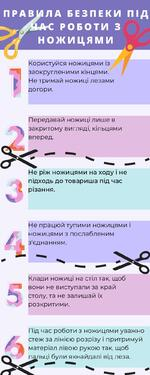 ПРАВИЛА БЕЗПЕКИ ПІД
ЧАС РОБОТИ З
НОЖИЦЯМИ
1
Користуйся ножицями із
заокругленими кінцями.
Не тримай ножиці лезами
догори.
2
Передавай ножиці лише в
закритому вигляді, кільцями
вперед.
3
Не ріж ножицями на ходу і не
підходь до товариша під час
різання.
4
Не працюй тупими ножицями і
ножицями з послабленим
з'єднанням.
5
Клади ножиці на стіл так, щоб
вони не виступали за край
столу, та не залишай їх
розкритими.
6
Під час роботи з ножицями уважно
стеж за лінією розрізу і притримуй
матеріал лівою рукою так, щоб
пальці були якнайдалі від леза.